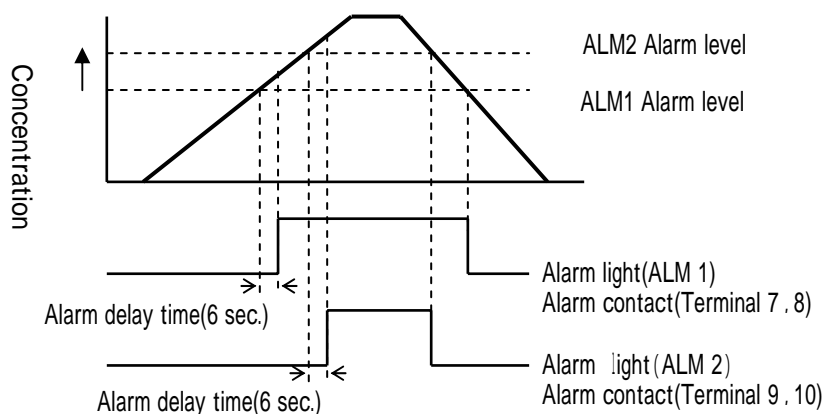 ALM2 Alarm level
ALM1 Alarm level
Concentration
Alarm light(ALM 1)
Alarm contact(Terminal 7 , 8)
Alarm delay time(6 sec.)
Alarm light(ALM 2)
Alarm contact(Terminal 9 , 10)
Alarm delay time(6 sec.)